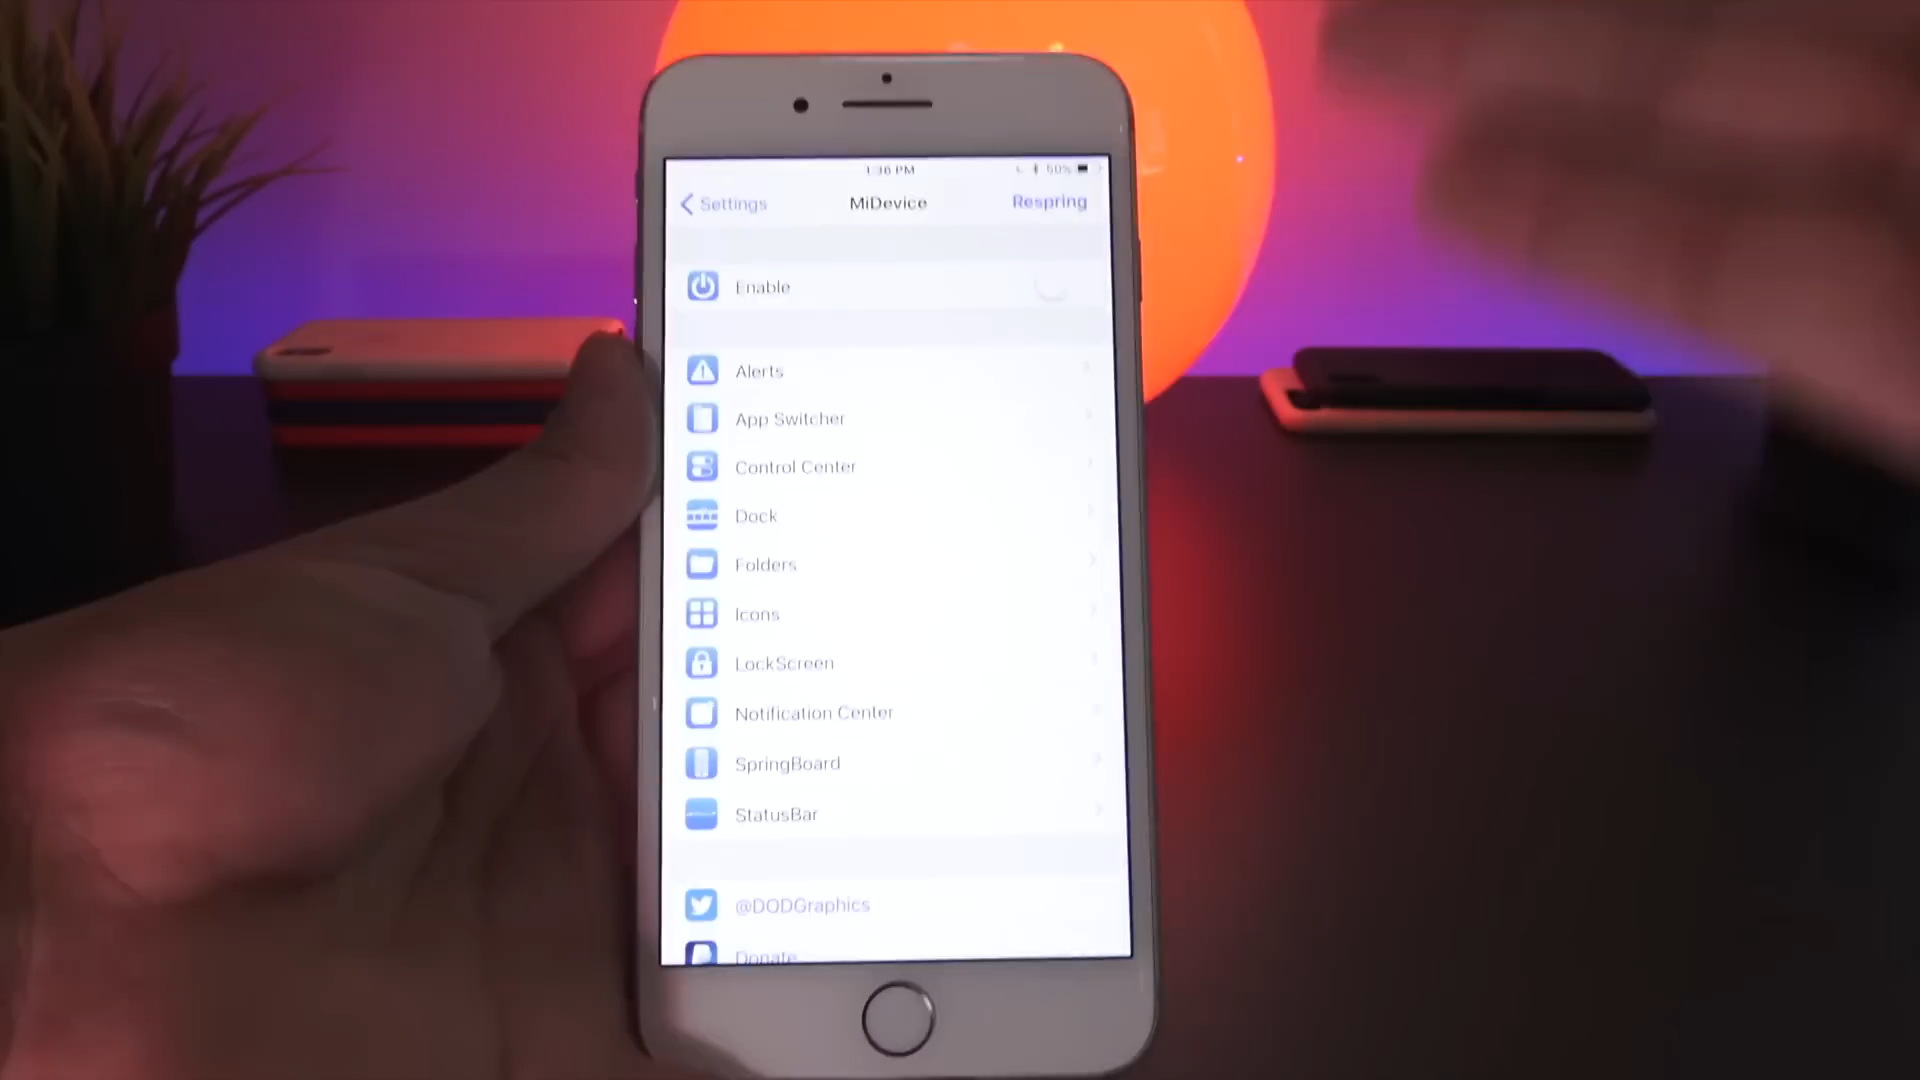 1:36 PM 50%
Settings MiDevice Respring
Enable
Alerts
App Switcher
Control Center
Dock
Folders
Icons
LockScreen
Notification Center
SpringBoard
StatusBar
@DODGraphics
Donate